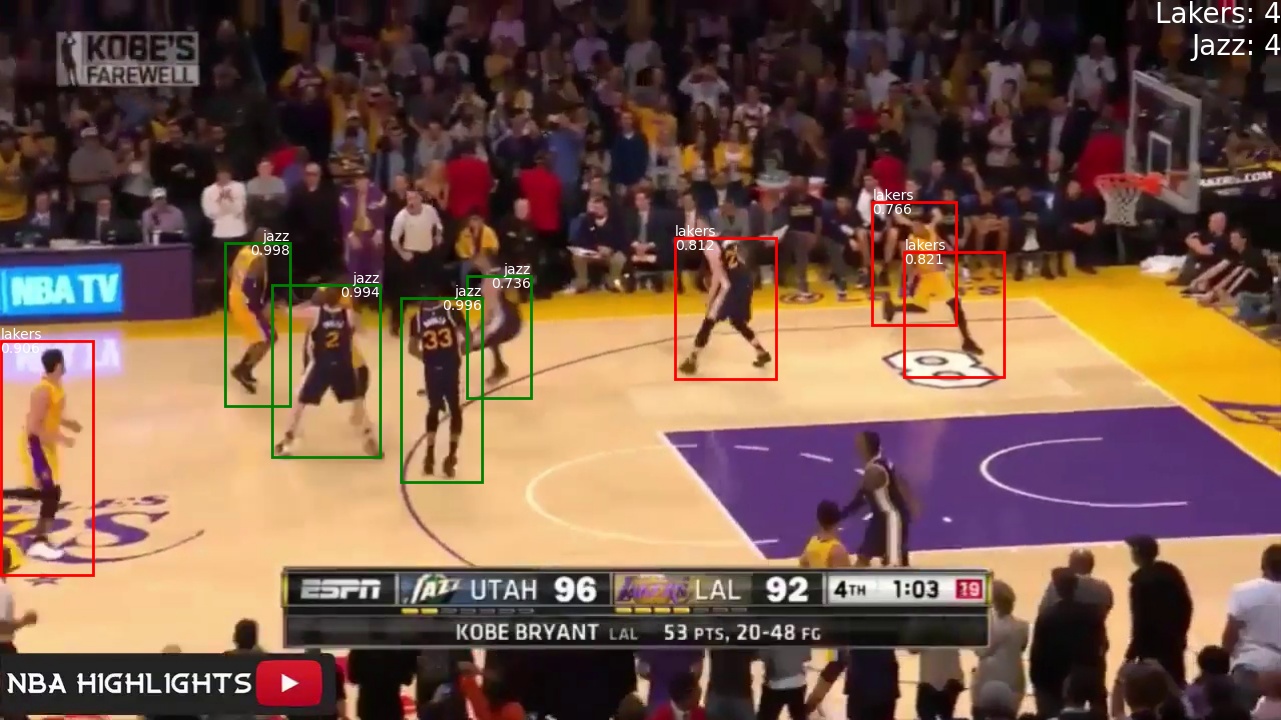 Lakers: 4
Jazz: 4
KOBE'S
FAREWELL
lakers
0.766
jazz
0.998
lakers
0.812
lakers
0.821
jazz
0.736
jazz
0.994
jazz
0.996
NBA TV
lakers
0.906
2
33
ESPN JAZZ UTAH 96 LAKERS LAL 92 4TH 1:03 19
KOBE BRYANT LAL 53 PTS, 20-48 FG
NBA HIGHLIGHTS